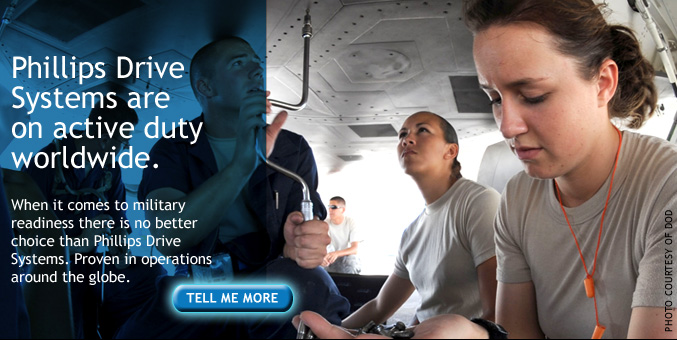 Phillips Drive
Systems are
on active duty
worldwide.
When it comes to military
readiness there is no better
choice than Phillips Drive
Systems. Proven in operations
around the globe.
TELL ME MORE
PHOTO COURTESY OF DOD